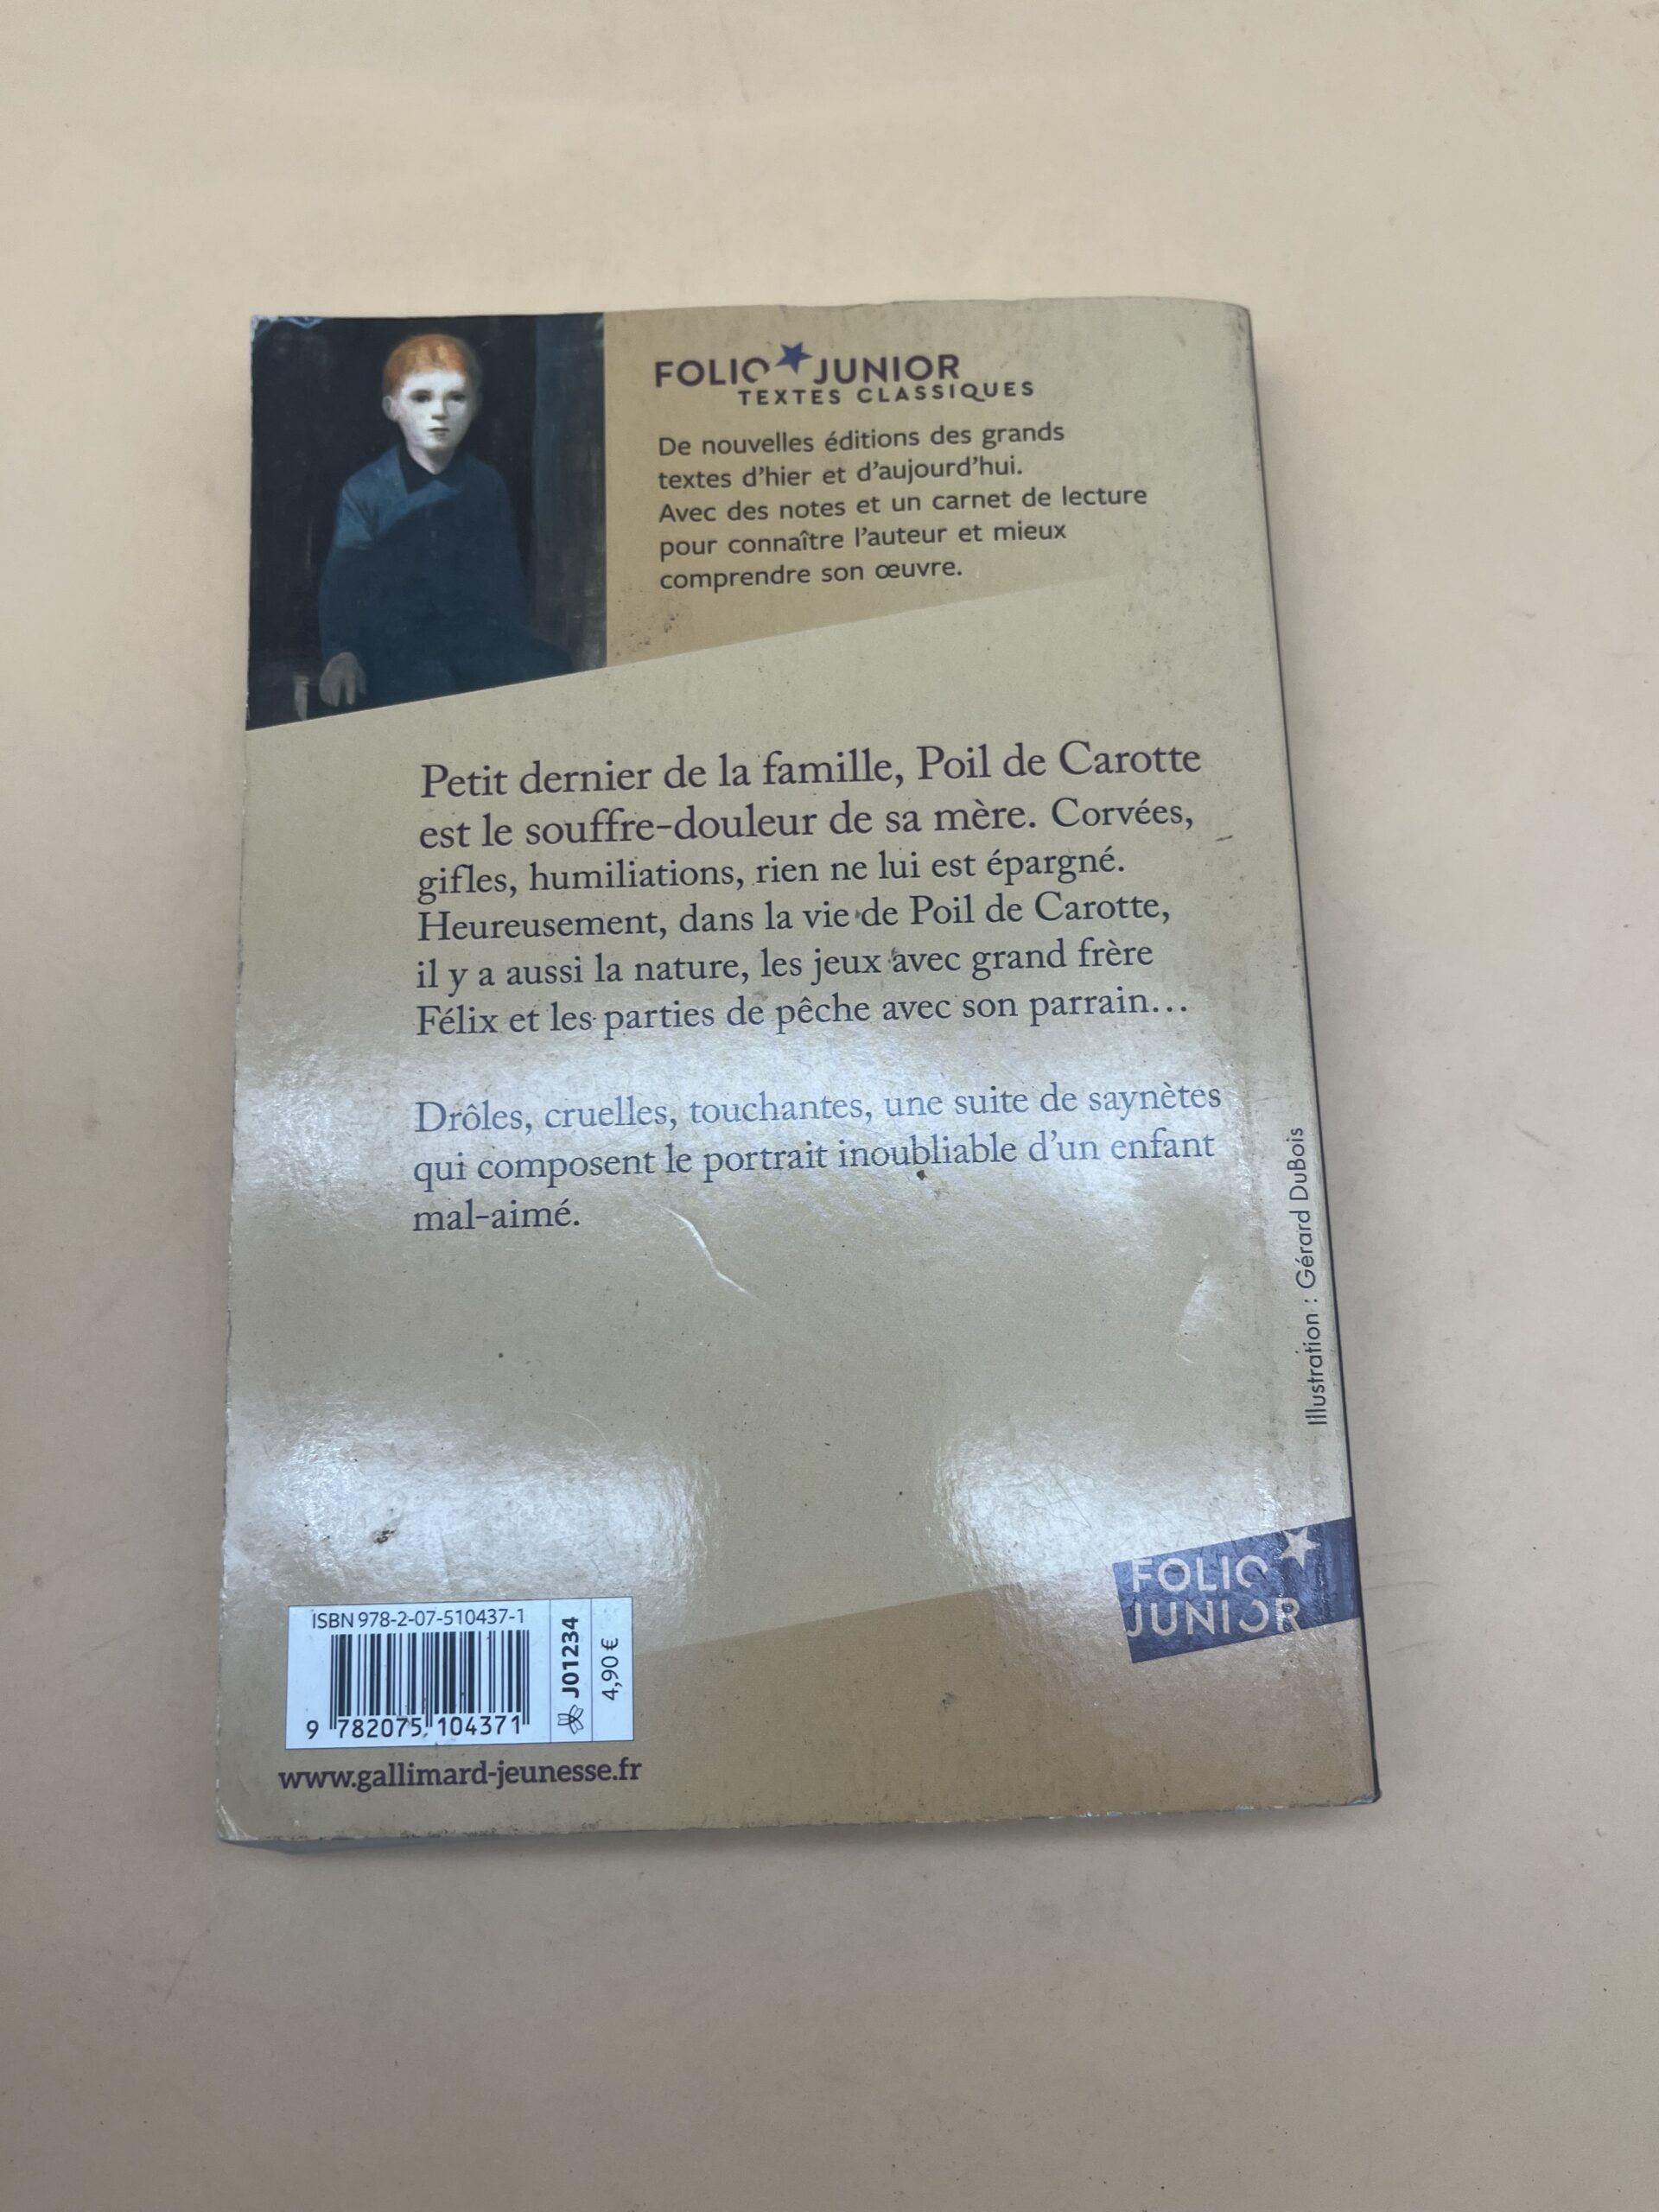 FOLIO JUNIOR
TEXTES CLASSIQUES
De nouvelles éditions des grands
textes d'hier et d'aujourd'hui.
Avec des notes et un carnet de lecture
pour connaître l'auteur et mieux
comprendre son œuvre.
Petit dernier de la famille, Poil de Carotte
est le souffre-douleur de sa mère. Corvées,
gifles, humiliations, rien ne lui est épargné.
Heureusement, dans la vie de Poil de Carotte,
il y a aussi la nature, les jeux avec grand frère
Félix et les parties de pêche avec son parrain...
Drôles, cruelles, touchantes, une suite de saynètes
qui composent le portrait inoubliable d'un enfant
mal-aimé.
Illustration : Gérard DuBois
FOLIO
JUNIOR
ISBN 978-2-07-510437-1
9 782075 104371
J01234
4,90 €
www.gallimard-jeunesse.fr